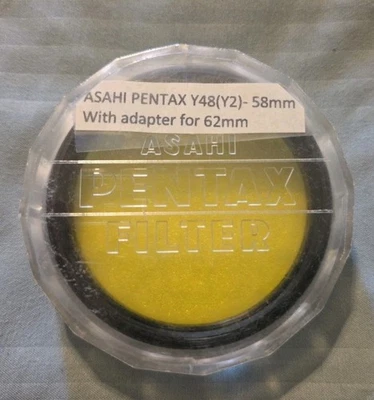 ASAHI PENTAX Y48(Y2)- 58mm
With adapter for 62mm
ASAHI
PENTAX
FILTER